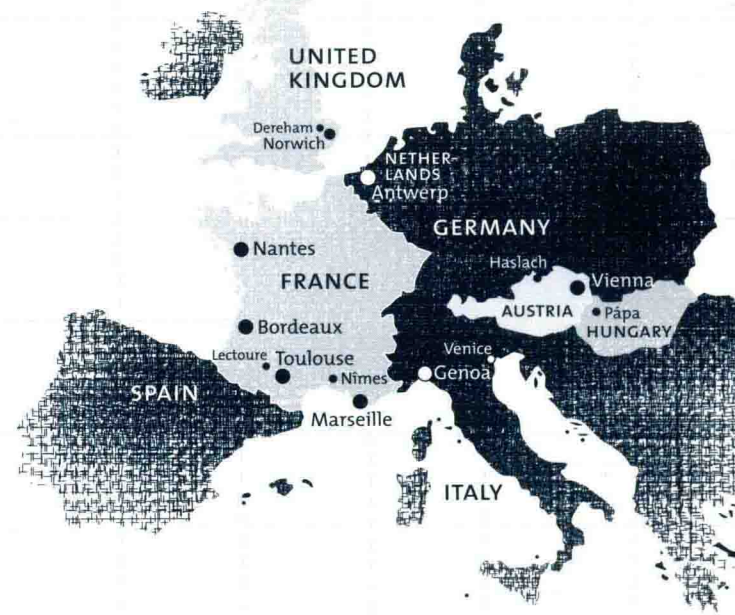 UNITED
KINGDOM
Dereham
Norwich
NETHER-
LANDS
Antwerp
GERMANY
Nantes
Haslach
Vienna
FRANCE
AUSTRIA
Pápa
HUNGARY
Bordeaux
Venice
Lectoure
Toulouse
Genoa
Nîmes
SPAIN
Marseille
ITALY